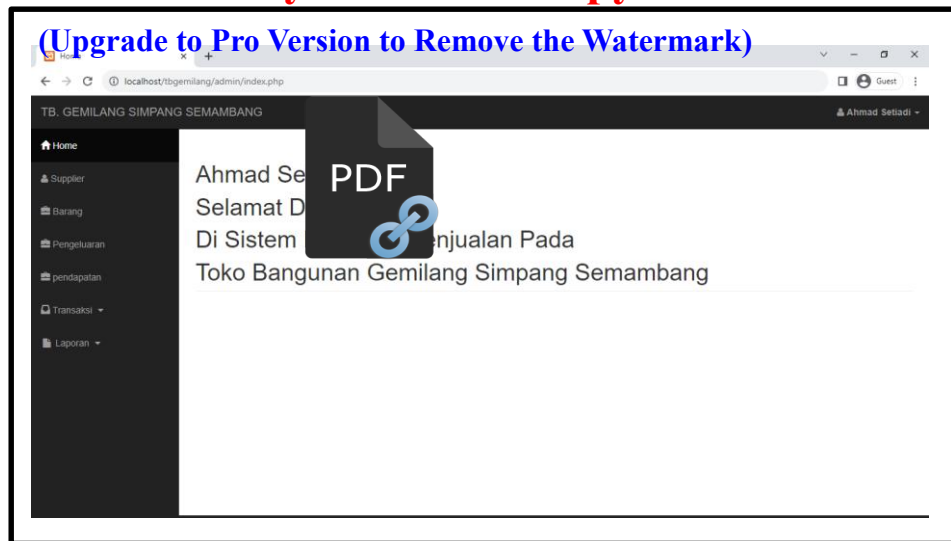 (Upgrade to Pro Version to Remove the Watermark)
localhost/tbgemilang/admin/index.php
Guest
TB. GEMILANG SIMPANG SEMAMBANG
Ahmad Setiadi
Home
Supplier
Barang
Pengeluaran
pendapatan
Transaksi
Laporan
PDF
Ahmad Se
Selamat D
Di Sistem enjualan Pada
Toko Bangunan Gemilang Simpang Semambang